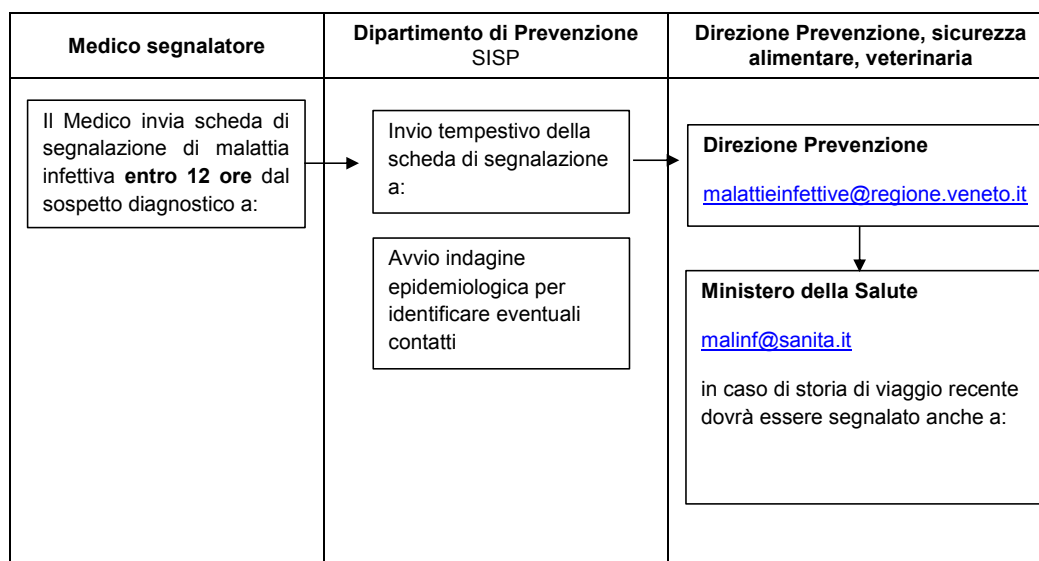 Medico segnalatore
Dipartimento di Prevenzione
SISP
Direzione Prevenzione, sicurezza
alimentare, veterinaria
Il Medico invia scheda di
segnalazione di malattia
infettiva entro 12 ore dal
sospetto diagnostico a:
Invio tempestivo della
scheda di segnalazione
a:
Avvio indagine
epidemiologica per
identificare eventuali
contatti
Direzione Prevenzione
malattieinfettive@regione.veneto.it
Ministero della Salute
malinf@sanita.it
in caso di storia di viaggio recente
dovrà essere segnalato anche a: